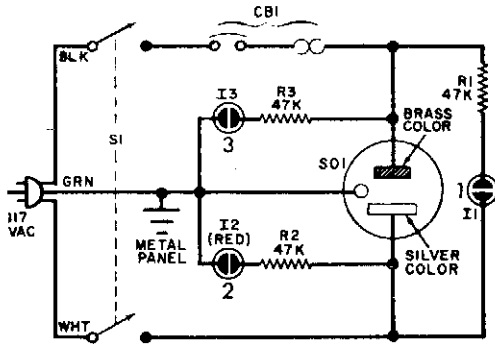 CB1
BLK
I3
3
R3
47K
R1
47K
BRASS
COLOR
S1
SO1
GRN
117
VAC
METAL
PANEL
I2
(RED)
2
R2
47K
1
I1
SILVER
COLOR
WHT